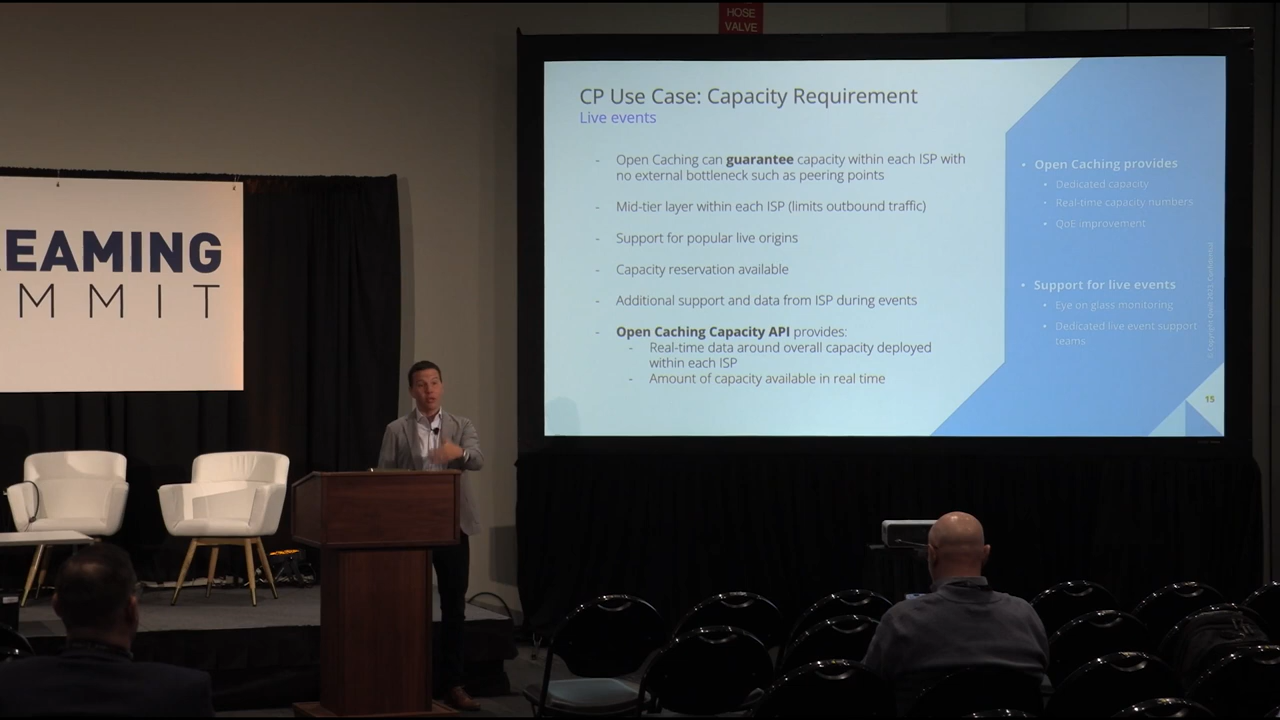 HOSE
VALVE
EAMING
MMIT
CP Use Case: Capacity Requirement
Live events
- Open Caching can guarantee capacity within each ISP with
no external bottleneck such as peering points
- Mid-tier layer within each ISP (limits outbound traffic)
- Support for popular live origins
- Capacity reservation available
- Additional support and data from ISP during events
- Open Caching Capacity API provides:
- Real-time data around overall capacity deployed
within each ISP
- Amount of capacity available in real time
• Open Caching provides
• Dedicated capacity
• Real-time capacity numbers
• QoE improvement
• Support for live events
• Eye on glass monitoring
• Dedicated live event support
teams
15